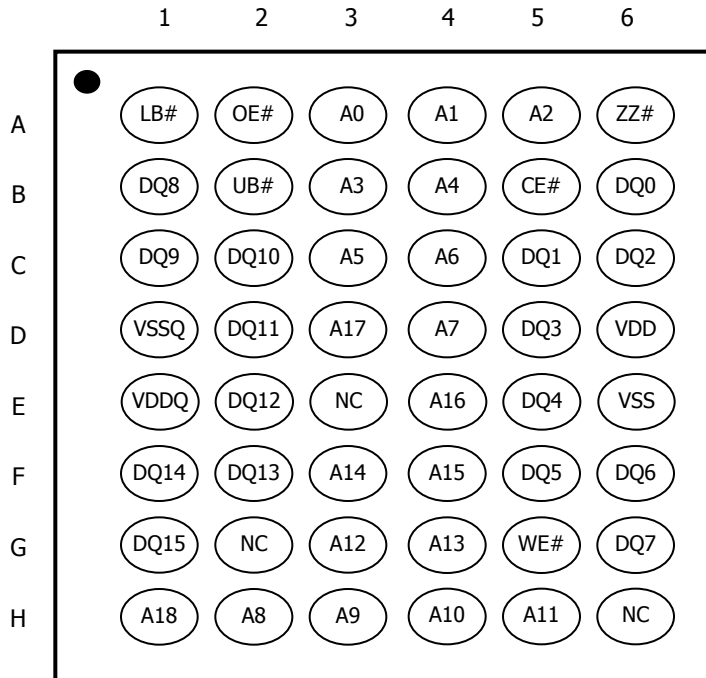 1 2 3 4 5 6
A LB# OE# A0 A1 A2 ZZ#
B DQ8 UB# A3 A4 CE# DQ0
C DQ9 DQ10 A5 A6 DQ1 DQ2
D VSSQ DQ11 A17 A7 DQ3 VDD
E VDDQ DQ12 NC A16 DQ4 VSS
F DQ14 DQ13 A14 A15 DQ5 DQ6
G DQ15 NC A12 A13 WE# DQ7
H A18 A8 A9 A10 A11 NC